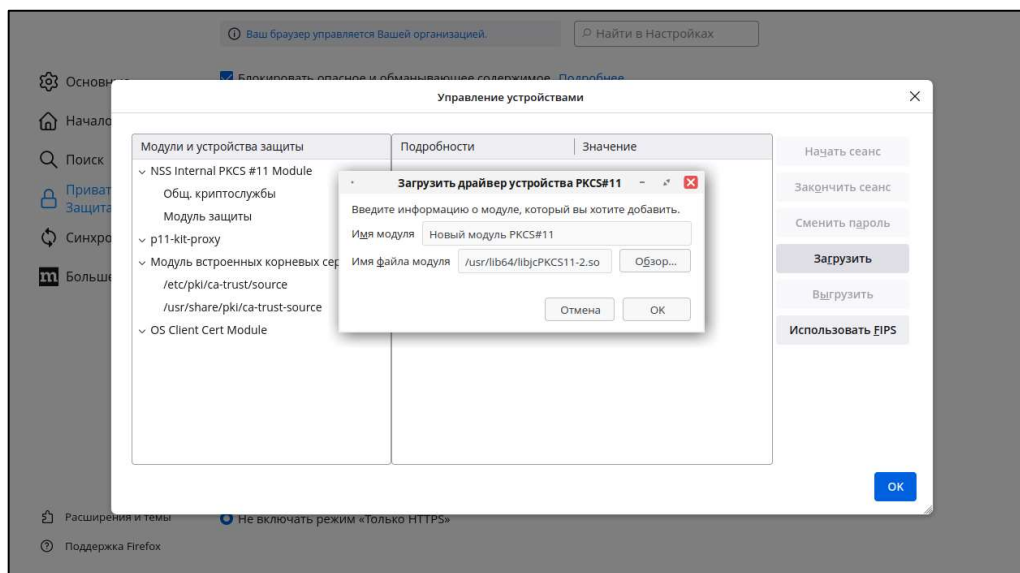 Ваш браузер управляется Вашей организацией.
Найти в Настройках
Основные
Блокировать опасное и обманывающее содержимое Подробнее
Управление устройствами
Начало
Поиск
Приват
Защита
Синхро
Больше
Модули и устройства защиты
Подробности
Значение
NSS Internal PKCS #11 Module
Общ. криптослужбы
Модуль защиты
p11-kit-proxy
Модуль встроенных корневых сер
/etc/pki/ca-trust/source
/usr/share/pki/ca-trust-source
OS Client Cert Module
Загрузить драйвер устройства PKCS#11
Введите информацию о модуле, который вы хотите добавить.
Имя модуля Новый модуль PKCS#11
Имя файла модуля /usr/lib64/libjcPKCS11-2.so Обзор...
Отмена OK
Начать сеанс
Закончить сеанс
Сменить пароль
Загрузить
Выгрузить
Использовать FIPS
OK
Расширения и темы
Не включать режим «Только HTTPS»
Поддержка Firefox